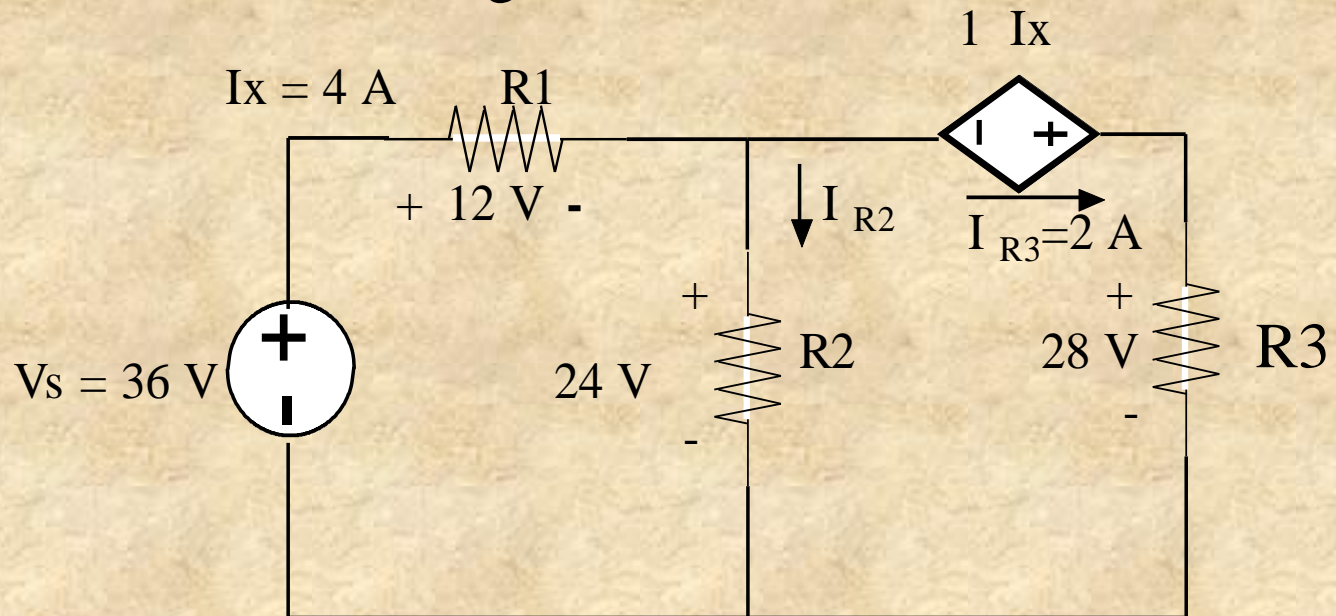 1 Ix
Ix = 4 A
R1
+ 12 V -
I R2
I R3=2 A
+
+
Vs = 36 V
24 V
R2
28 V
R3
-
-